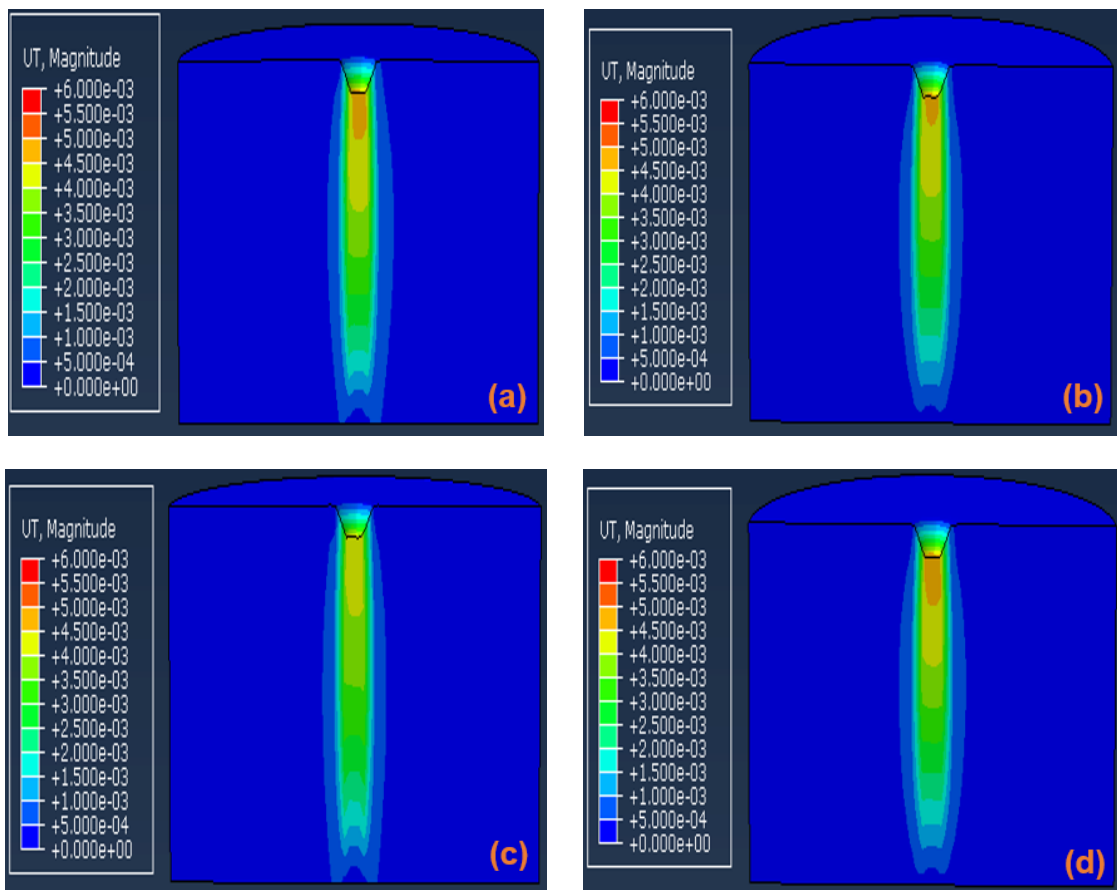 UT, Magnitude
+6.000e-03
+5.500e-03
+5.000e-03
+4.500e-03
+4.000e-03
+3.500e-03
+3.000e-03
+2.500e-03
+2.000e-03
+1.500e-03
+1.000e-03
+5.000e-04
+0.000e+00
(a)
UT, Magnitude
+6.000e-03
+5.500e-03
+5.000e-03
+4.500e-03
+4.000e-03
+3.500e-03
+3.000e-03
+2.500e-03
+2.000e-03
+1.500e-03
+1.000e-03
+5.000e-04
+0.000e+00
(b)
UT, Magnitude
+6.000e-03
+5.500e-03
+5.000e-03
+4.500e-03
+4.000e-03
+3.500e-03
+3.000e-03
+2.500e-03
+2.000e-03
+1.500e-03
+1.000e-03
+5.000e-04
+0.000e+00
(c)
UT, Magnitude
+6.000e-03
+5.500e-03
+5.000e-03
+4.500e-03
+4.000e-03
+3.500e-03
+3.000e-03
+2.500e-03
+2.000e-03
+1.500e-03
+1.000e-03
+5.000e-04
+0.000e+00
(d)